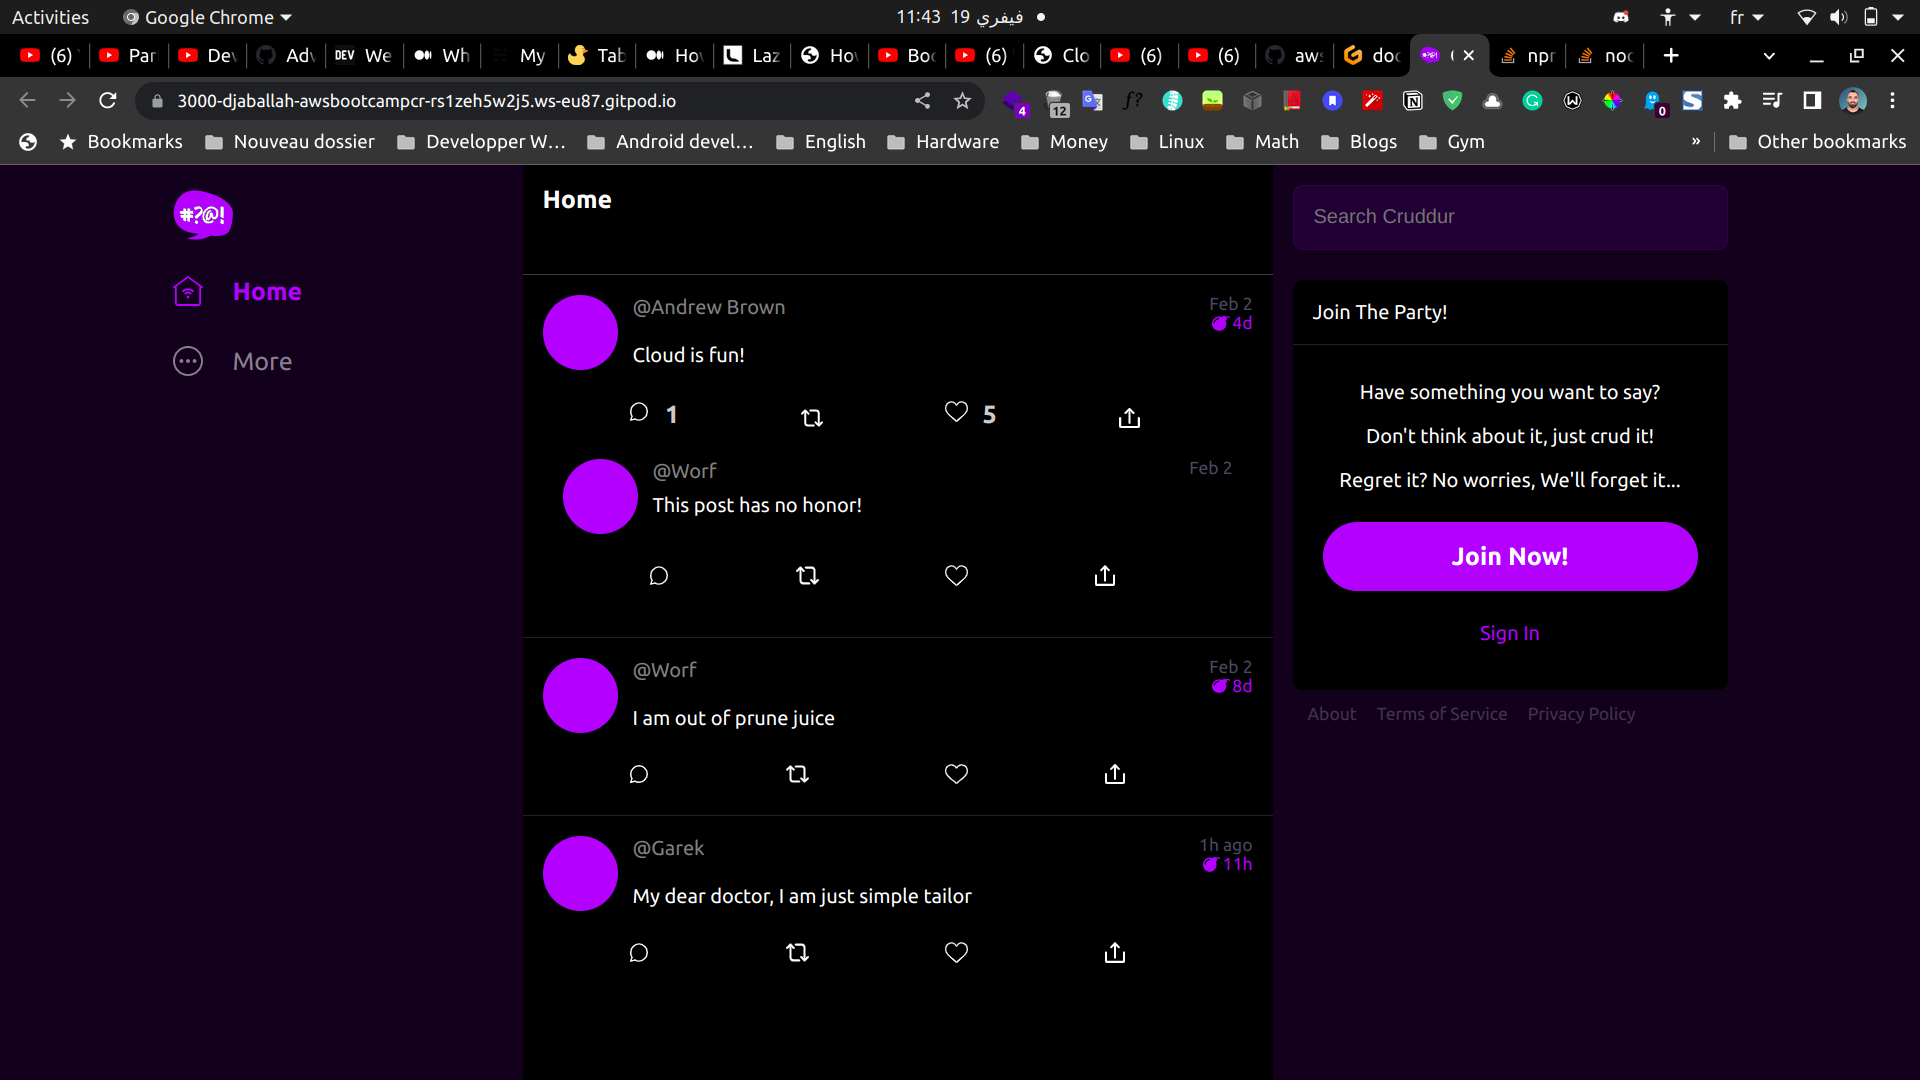 Activities Google Chrome 11:43 19 فيفري fr
(6) Par Dev Adv DEV We Wh My Tab How L Laz How Boo (6) Clo (6) (6) aws doc npr noc
3000-djaballah-awsbootcampcr-rs1zeh5w2j5.ws-eu87.gitpod.io 4 12 f? 0
Bookmarks Nouveau dossier Developper W... Android devel... English Hardware Money Linux Math Blogs Gym » Other bookmarks
#?@!
Home
More
Home
@Andrew Brown
Feb 2
4d
Cloud is fun!
1 5
@Worf
Feb 2
This post has no honor!
@Worf
Feb 2
8d
I am out of prune juice
@Garek
1h ago
11h
My dear doctor, I am just simple tailor
Search Cruddur
Join The Party!
Have something you want to say?
Don't think about it, just crud it!
Regret it? No worries, We'll forget it...
Join Now!
Sign In
About Terms of Service Privacy Policy